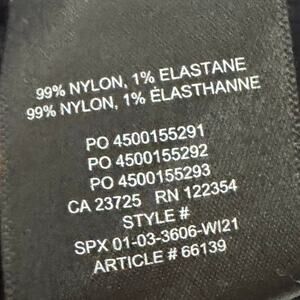 99% NYLON, 1% ELASTANE
99% NYLON, 1% ÉLASTHANNE
PO 4500155291
PO 4500155292
PO 4500155293
CA 23725 RN 122354
STYLE #
SPX 01-03-3606-WI21
ARTICLE # 66139